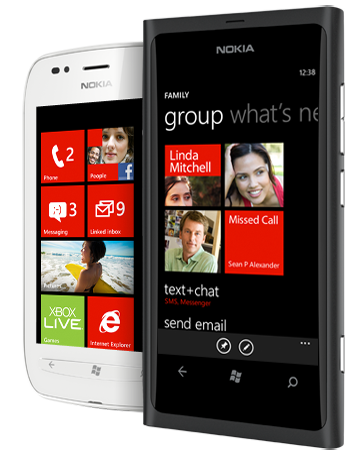 NOKIA
2
Phone
People
3
Messaging
9
Linked Inbox
Pictures
XBOX
LIVE
Games
Internet Explorer
NOKIA
12:38
FAMILY
group what's ne
Linda
Mitchell
Missed Call
Sean P Alexander
text+chat
SMS, Messenger
send email